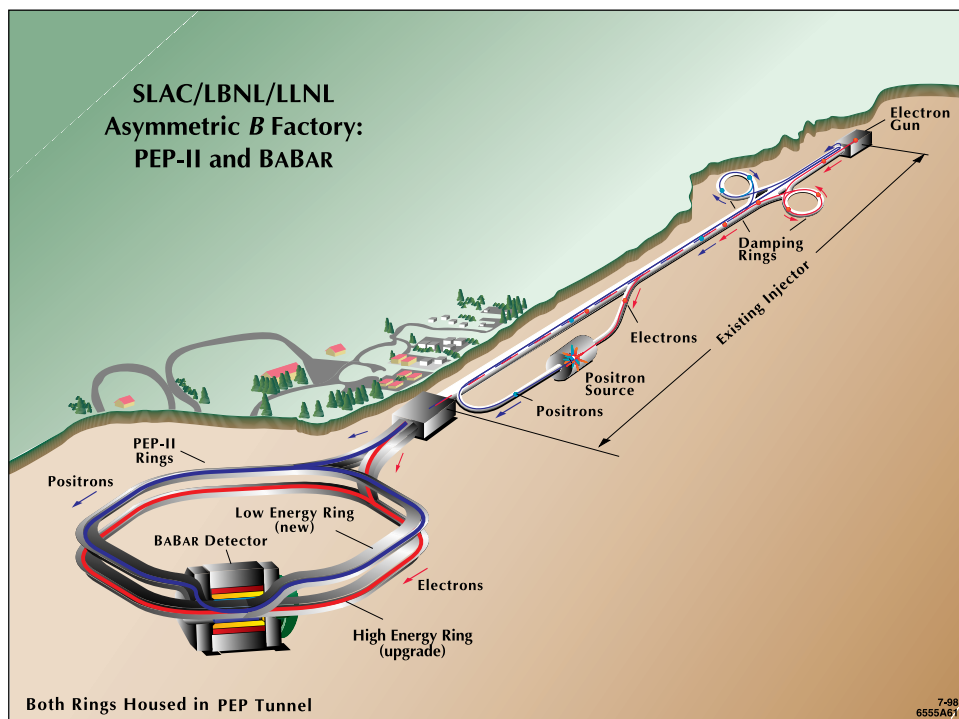 SLAC/LBNL/LLNL
Asymmetric B Factory:
PEP-II and BABAR
Electron
Gun
Damping
Rings
Existing Injector
Electrons
Positron
Source
Positrons
PEP-II
Rings
Positrons
Low Energy Ring
(new)
BABAR Detector
Electrons
High Energy Ring
(upgrade)
Both Rings Housed in PEP Tunnel
7-98